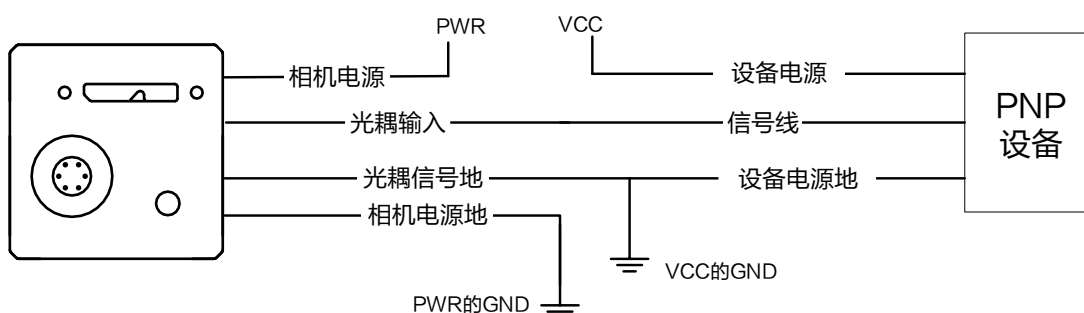 PWR
VCC
相机电源
设备电源
光耦输入
信号线
PNP
设备
光耦信号地
设备电源地
相机电源地
VCC的GND
PWR的GND